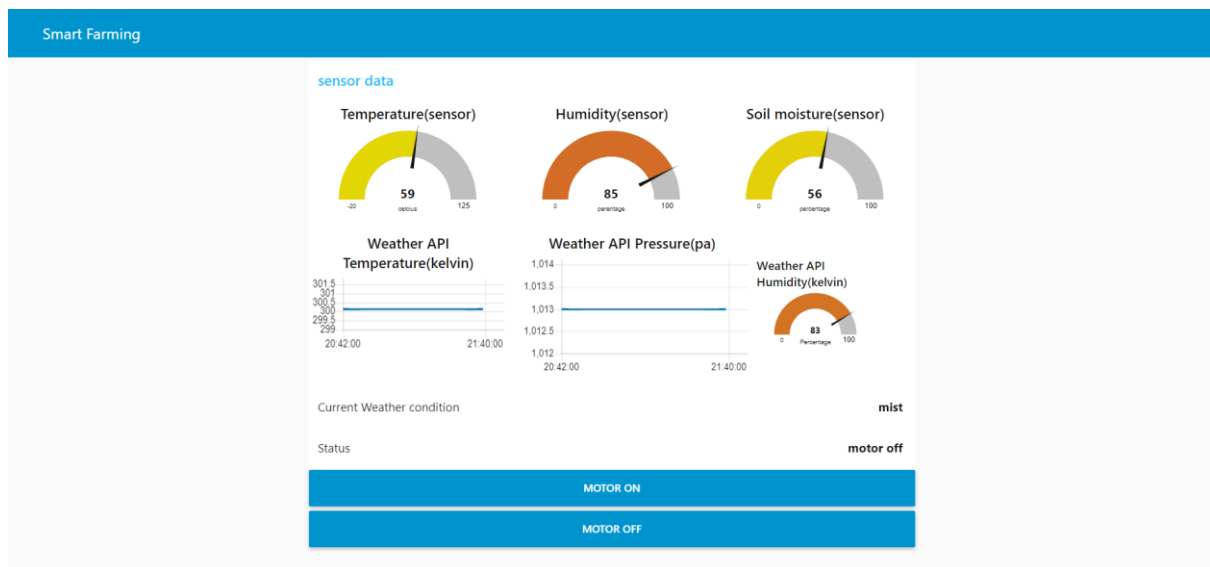 Smart Farming
sensor data
Temperature(sensor)
59
celcius
-20
125
Humidity(sensor)
85
perentage
0
100
Soil moisture(sensor)
56
percentage
0
100
Weather API
Temperature(kelvin)
301.5
301
300.5
300
299.5
299
20:42:00
21:40:00
Weather API Pressure(pa)
1,014
1,013.5
1,013
1,012.5
1,012
20:42:00
21:40:00
Weather API
Humidity(kelvin)
83
Percentage
0
100
Current Weather condition
mist
Status
motor off
MOTOR ON
MOTOR OFF